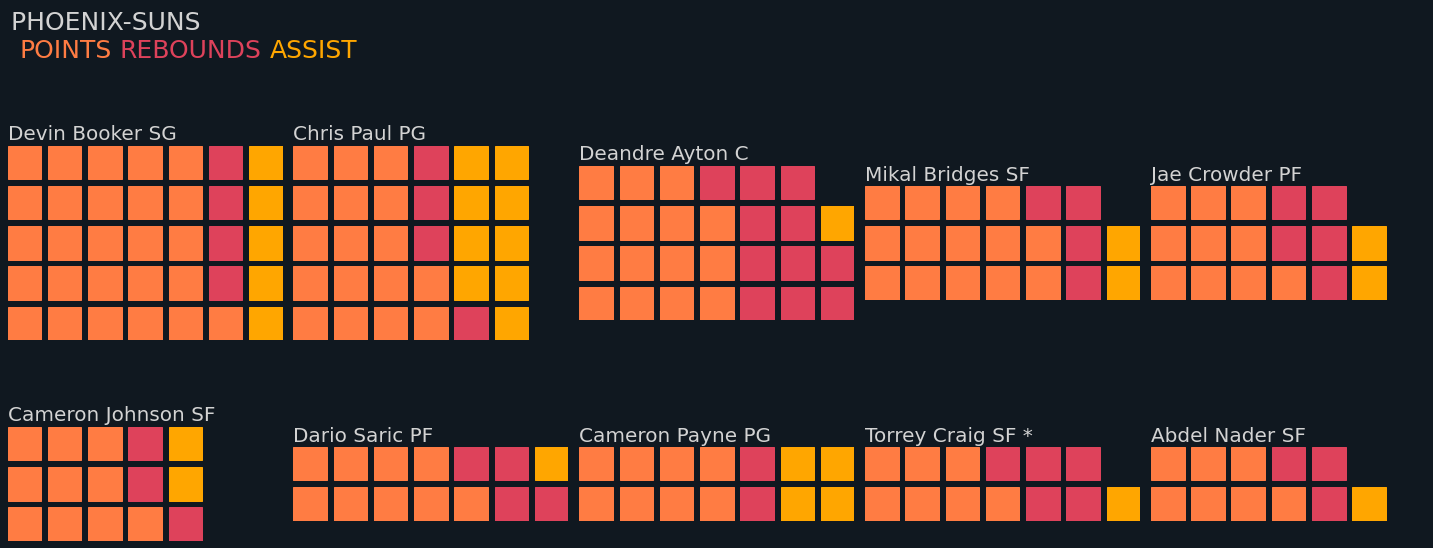 PHOENIX-SUNS
POINTS REBOUNDS ASSIST
Devin Booker SG
Chris Paul PG
Deandre Ayton C
Mikal Bridges SF
Jae Crowder PF
Cameron Johnson SF
Dario Saric PF
Cameron Payne PG
Torrey Craig SF *
Abdel Nader SF